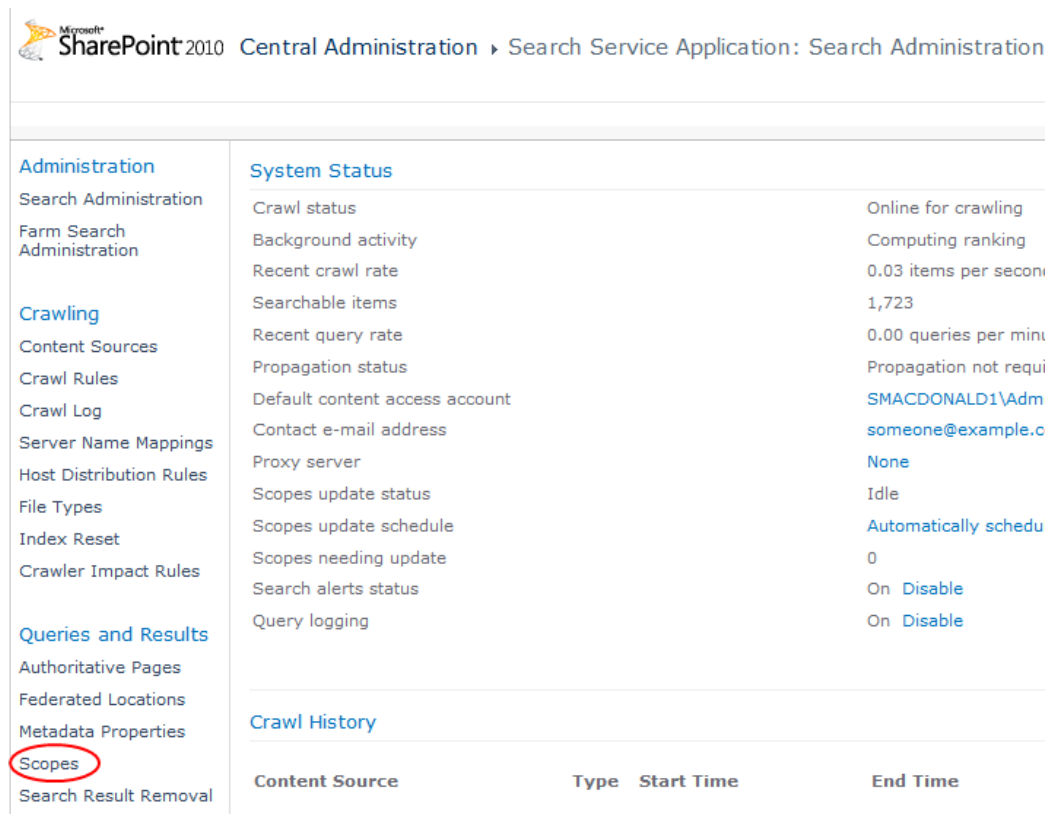 Microsoft®
SharePoint 2010 Central Administration ▸ Search Service Application: Search Administration
Administration
Search Administration
Farm Search
Administration
Crawling
Content Sources
Crawl Rules
Crawl Log
Server Name Mappings
Host Distribution Rules
File Types
Index Reset
Crawler Impact Rules
Queries and Results
Authoritative Pages
Federated Locations
Metadata Properties
Scopes
Search Result Removal
System Status
Crawl status Online for crawling
Background activity Computing ranking
Recent crawl rate 0.03 items per secon
Searchable items 1,723
Recent query rate 0.00 queries per minu
Propagation status Propagation not requi
Default content access account SMACDONALD1\Adm
Contact e-mail address someone@example.c
Proxy server None
Scopes update status Idle
Scopes update schedule Automatically schedu
Scopes needing update 0
Search alerts status On Disable
Query logging On Disable
Crawl History
Content Source Type Start Time End Time